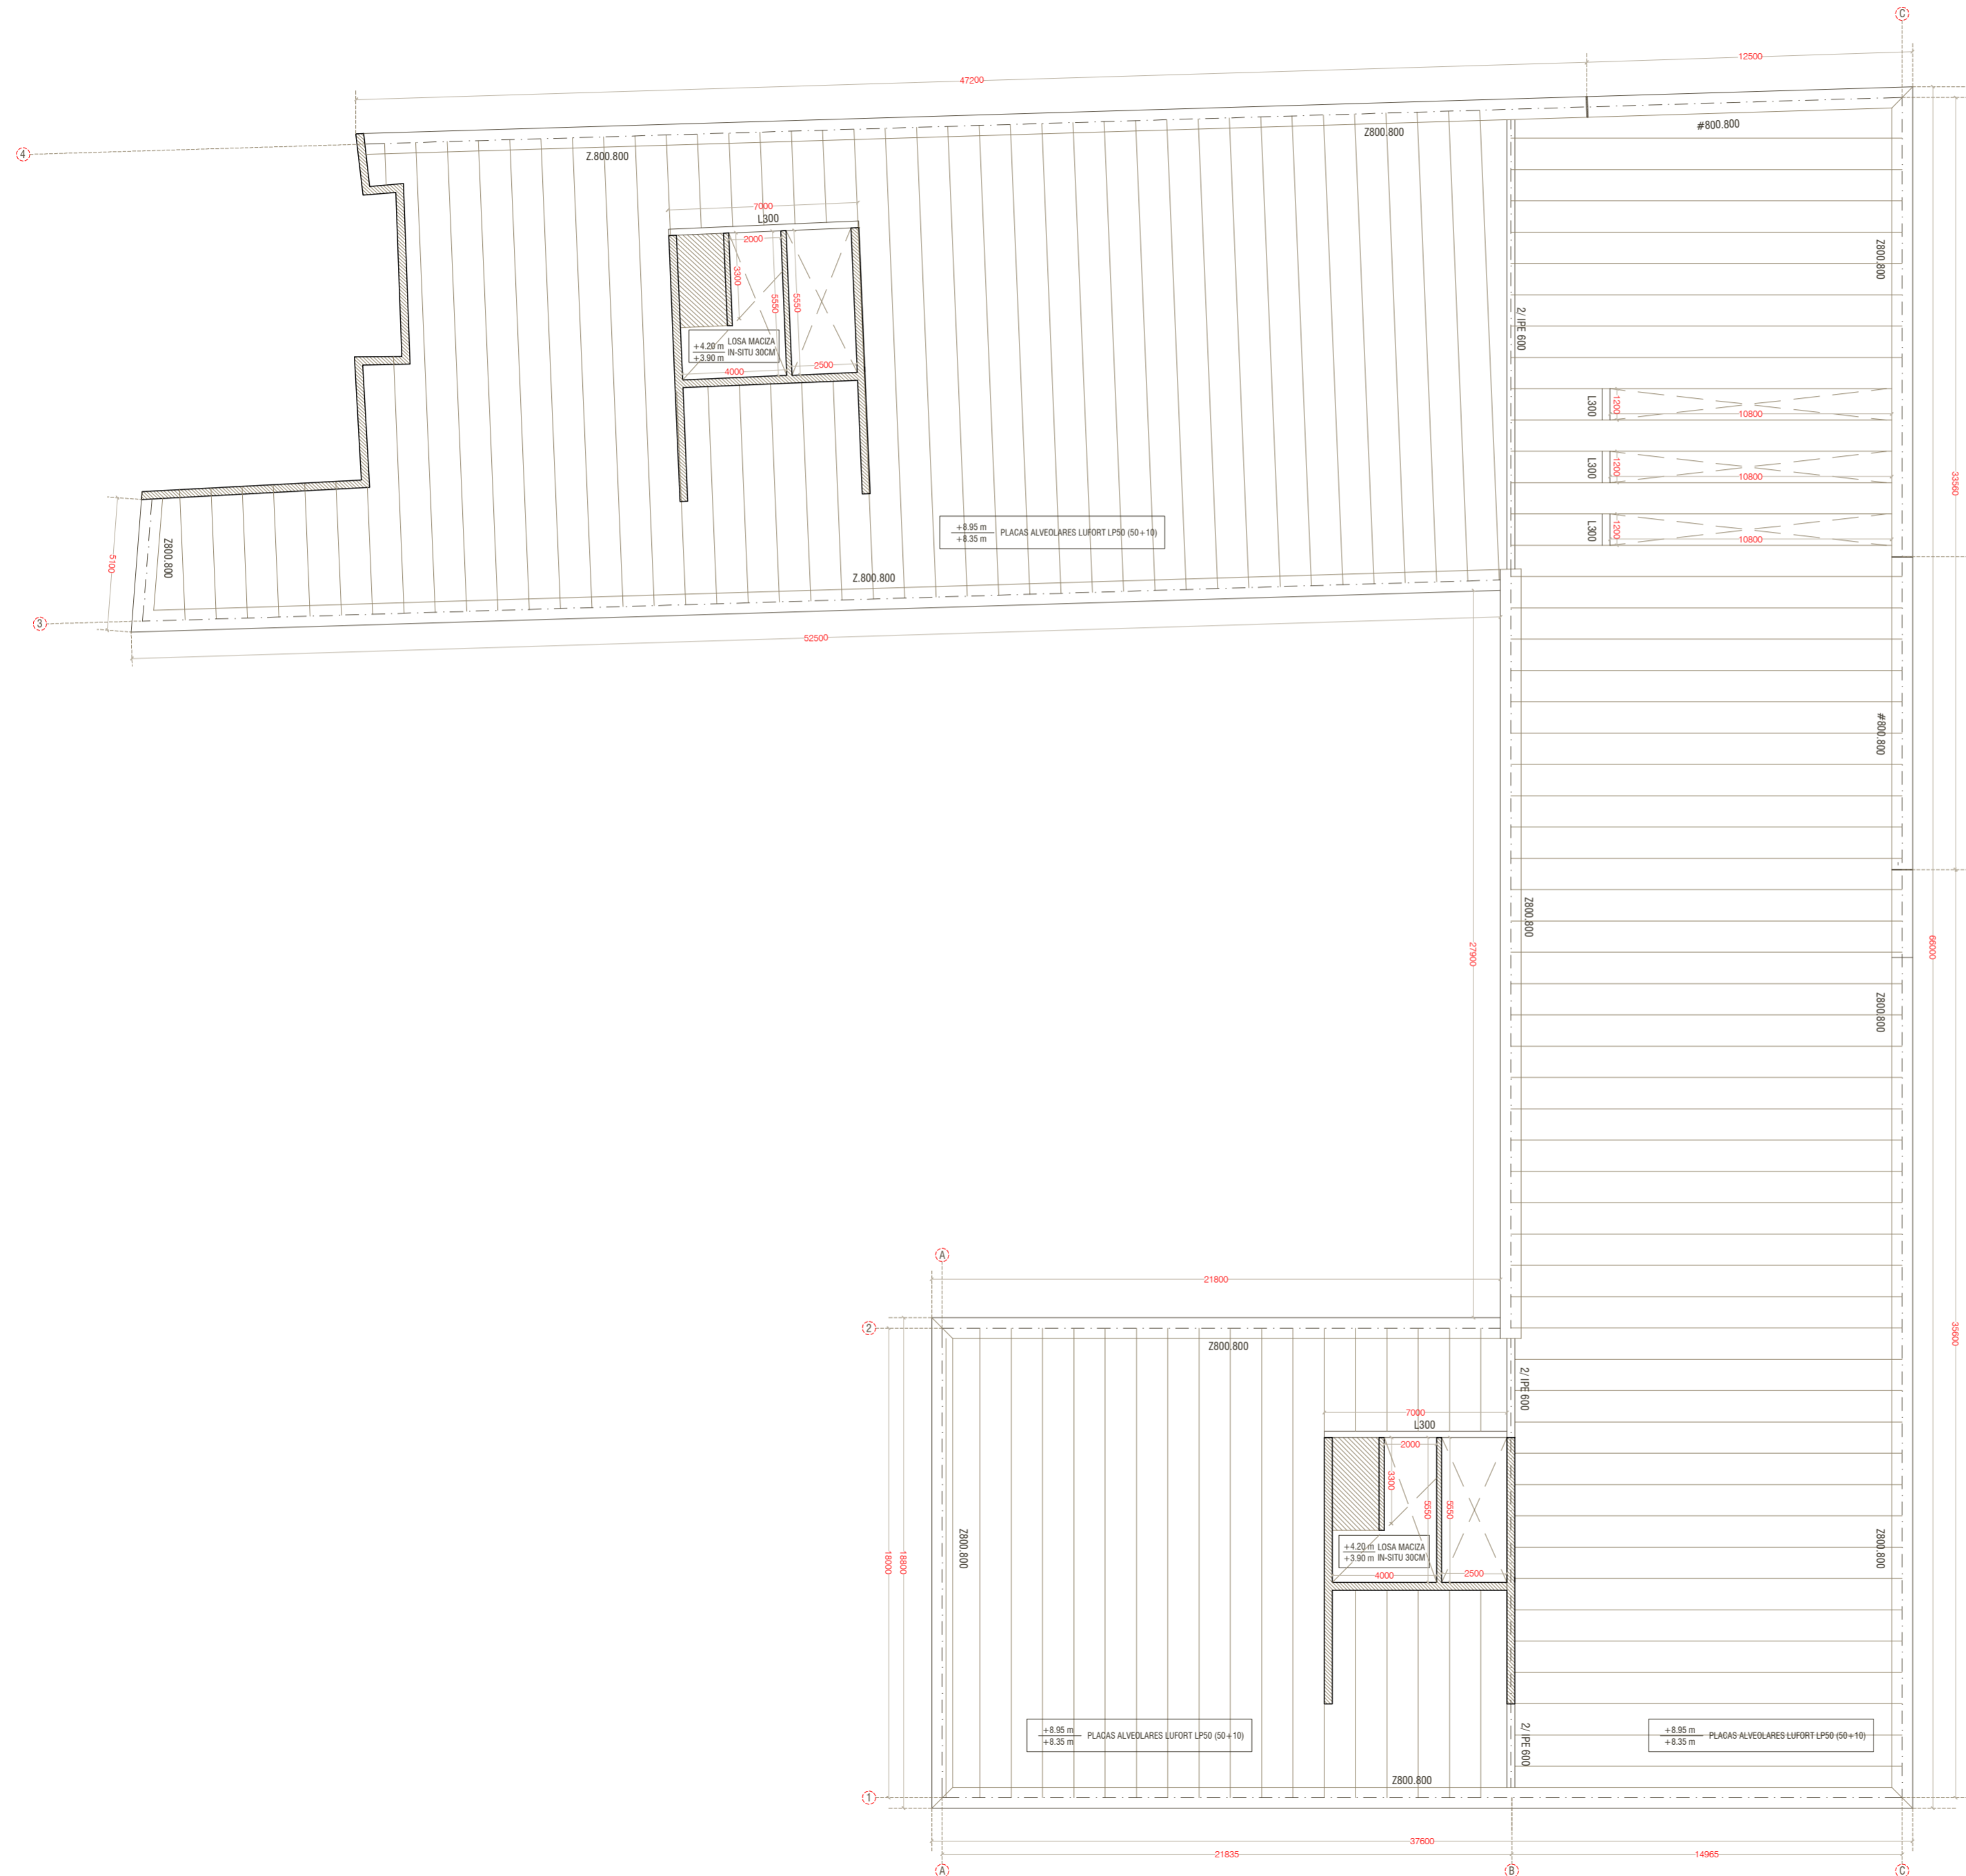 C
12500
47200
#800.800
Z800.800
4
Z.800.800
7000
L300
2000
3300
5550
5550
Z800.800
2/ IPE 600
+4.20 m LOSA MACIZA
+3.90 m IN-SITU 30CM
4000
2500
L300
1200
10800
L300
1200
10800
33560
L300
1200
10800
+8.95 m
+8.35 m
PLACAS ALVEOLARES LUFORT LP50 (50+10)
Z800.800
5100
Z.800.800
3
52500
#800.800
Z800.800
27900
66000
Z800.800
A
21800
2
Z800.800
35600
2/ IPE 600
7000
L300
2000
3300
5550
5550
Z800.800
18000
18800
Z800.800
+4.20 m LOSA MACIZA
+3.90 m IN-SITU 30CM
4000
2500
+8.95 m
+8.35 m
PLACAS ALVEOLARES LUFORT LP50 (50+10)
2/ IPE 600
+8.95 m
+8.35 m
PLACAS ALVEOLARES LUFORT LP50 (50+10)
Z800.800
1
37600
21835
14965
A
B
C